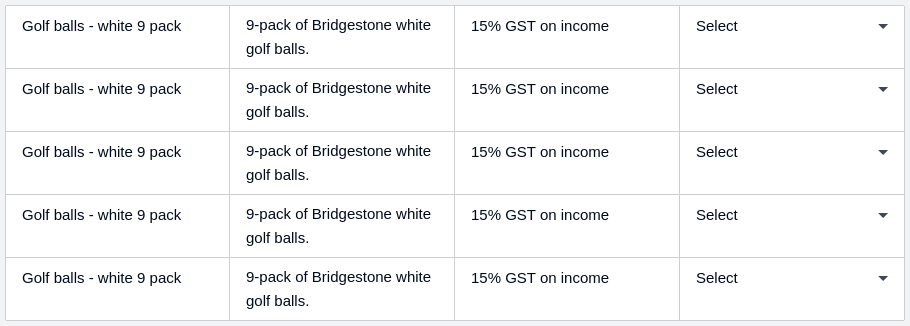 Golf balls - white 9 pack
9-pack of Bridgestone white
golf balls.
15% GST on income
Select
Golf balls - white 9 pack
9-pack of Bridgestone white
golf balls.
15% GST on income
Select
Golf balls - white 9 pack
9-pack of Bridgestone white
golf balls.
15% GST on income
Select
Golf balls - white 9 pack
9-pack of Bridgestone white
golf balls.
15% GST on income
Select
Golf balls - white 9 pack
9-pack of Bridgestone white
golf balls.
15% GST on income
Select